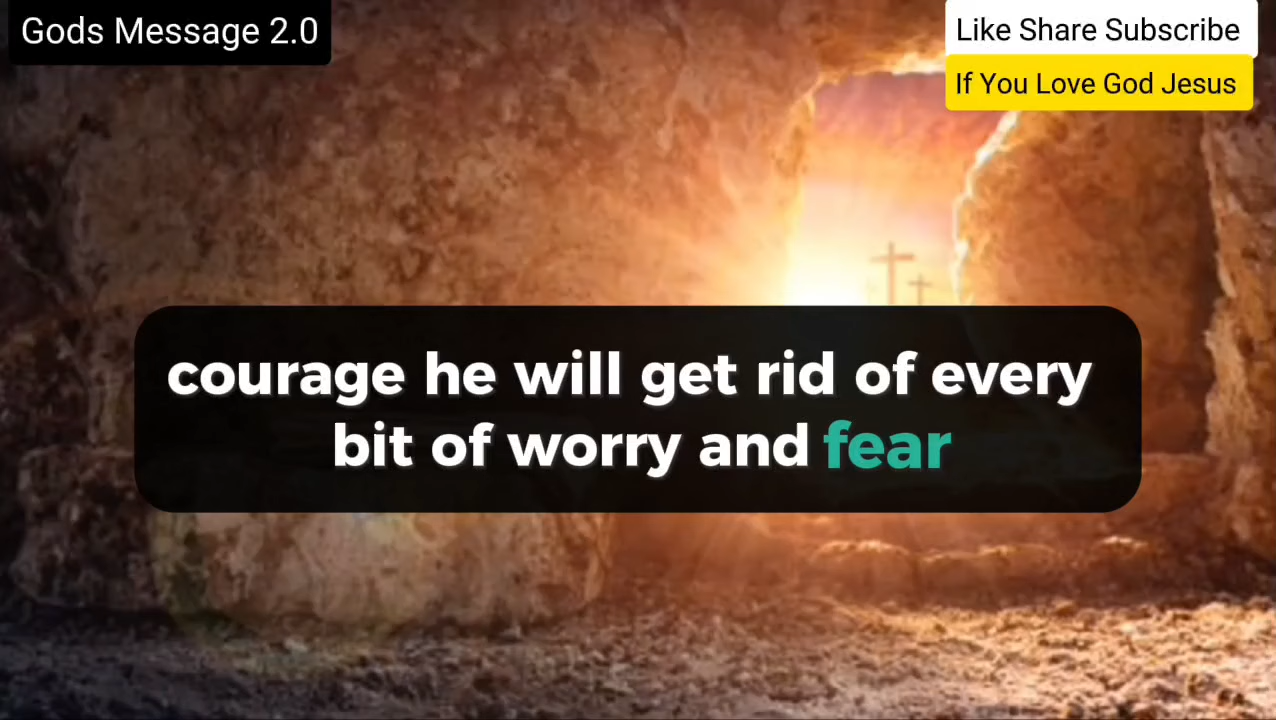 Gods Message 2.0
Like Share Subscribe
If You Love God Jesus
courage he will get rid of every
bit of worry and fear